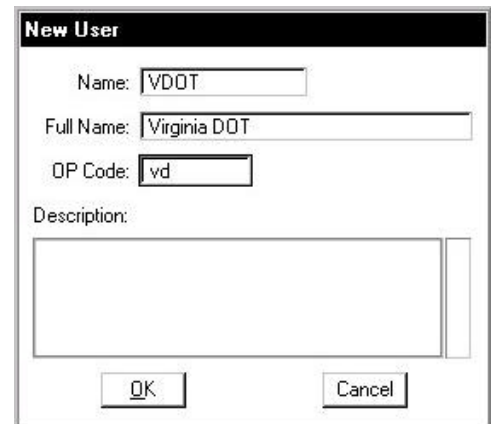 New User
Name: VDOT
Full Name: Virginia DOT
OP Code: vd
Description:
OK Cancel